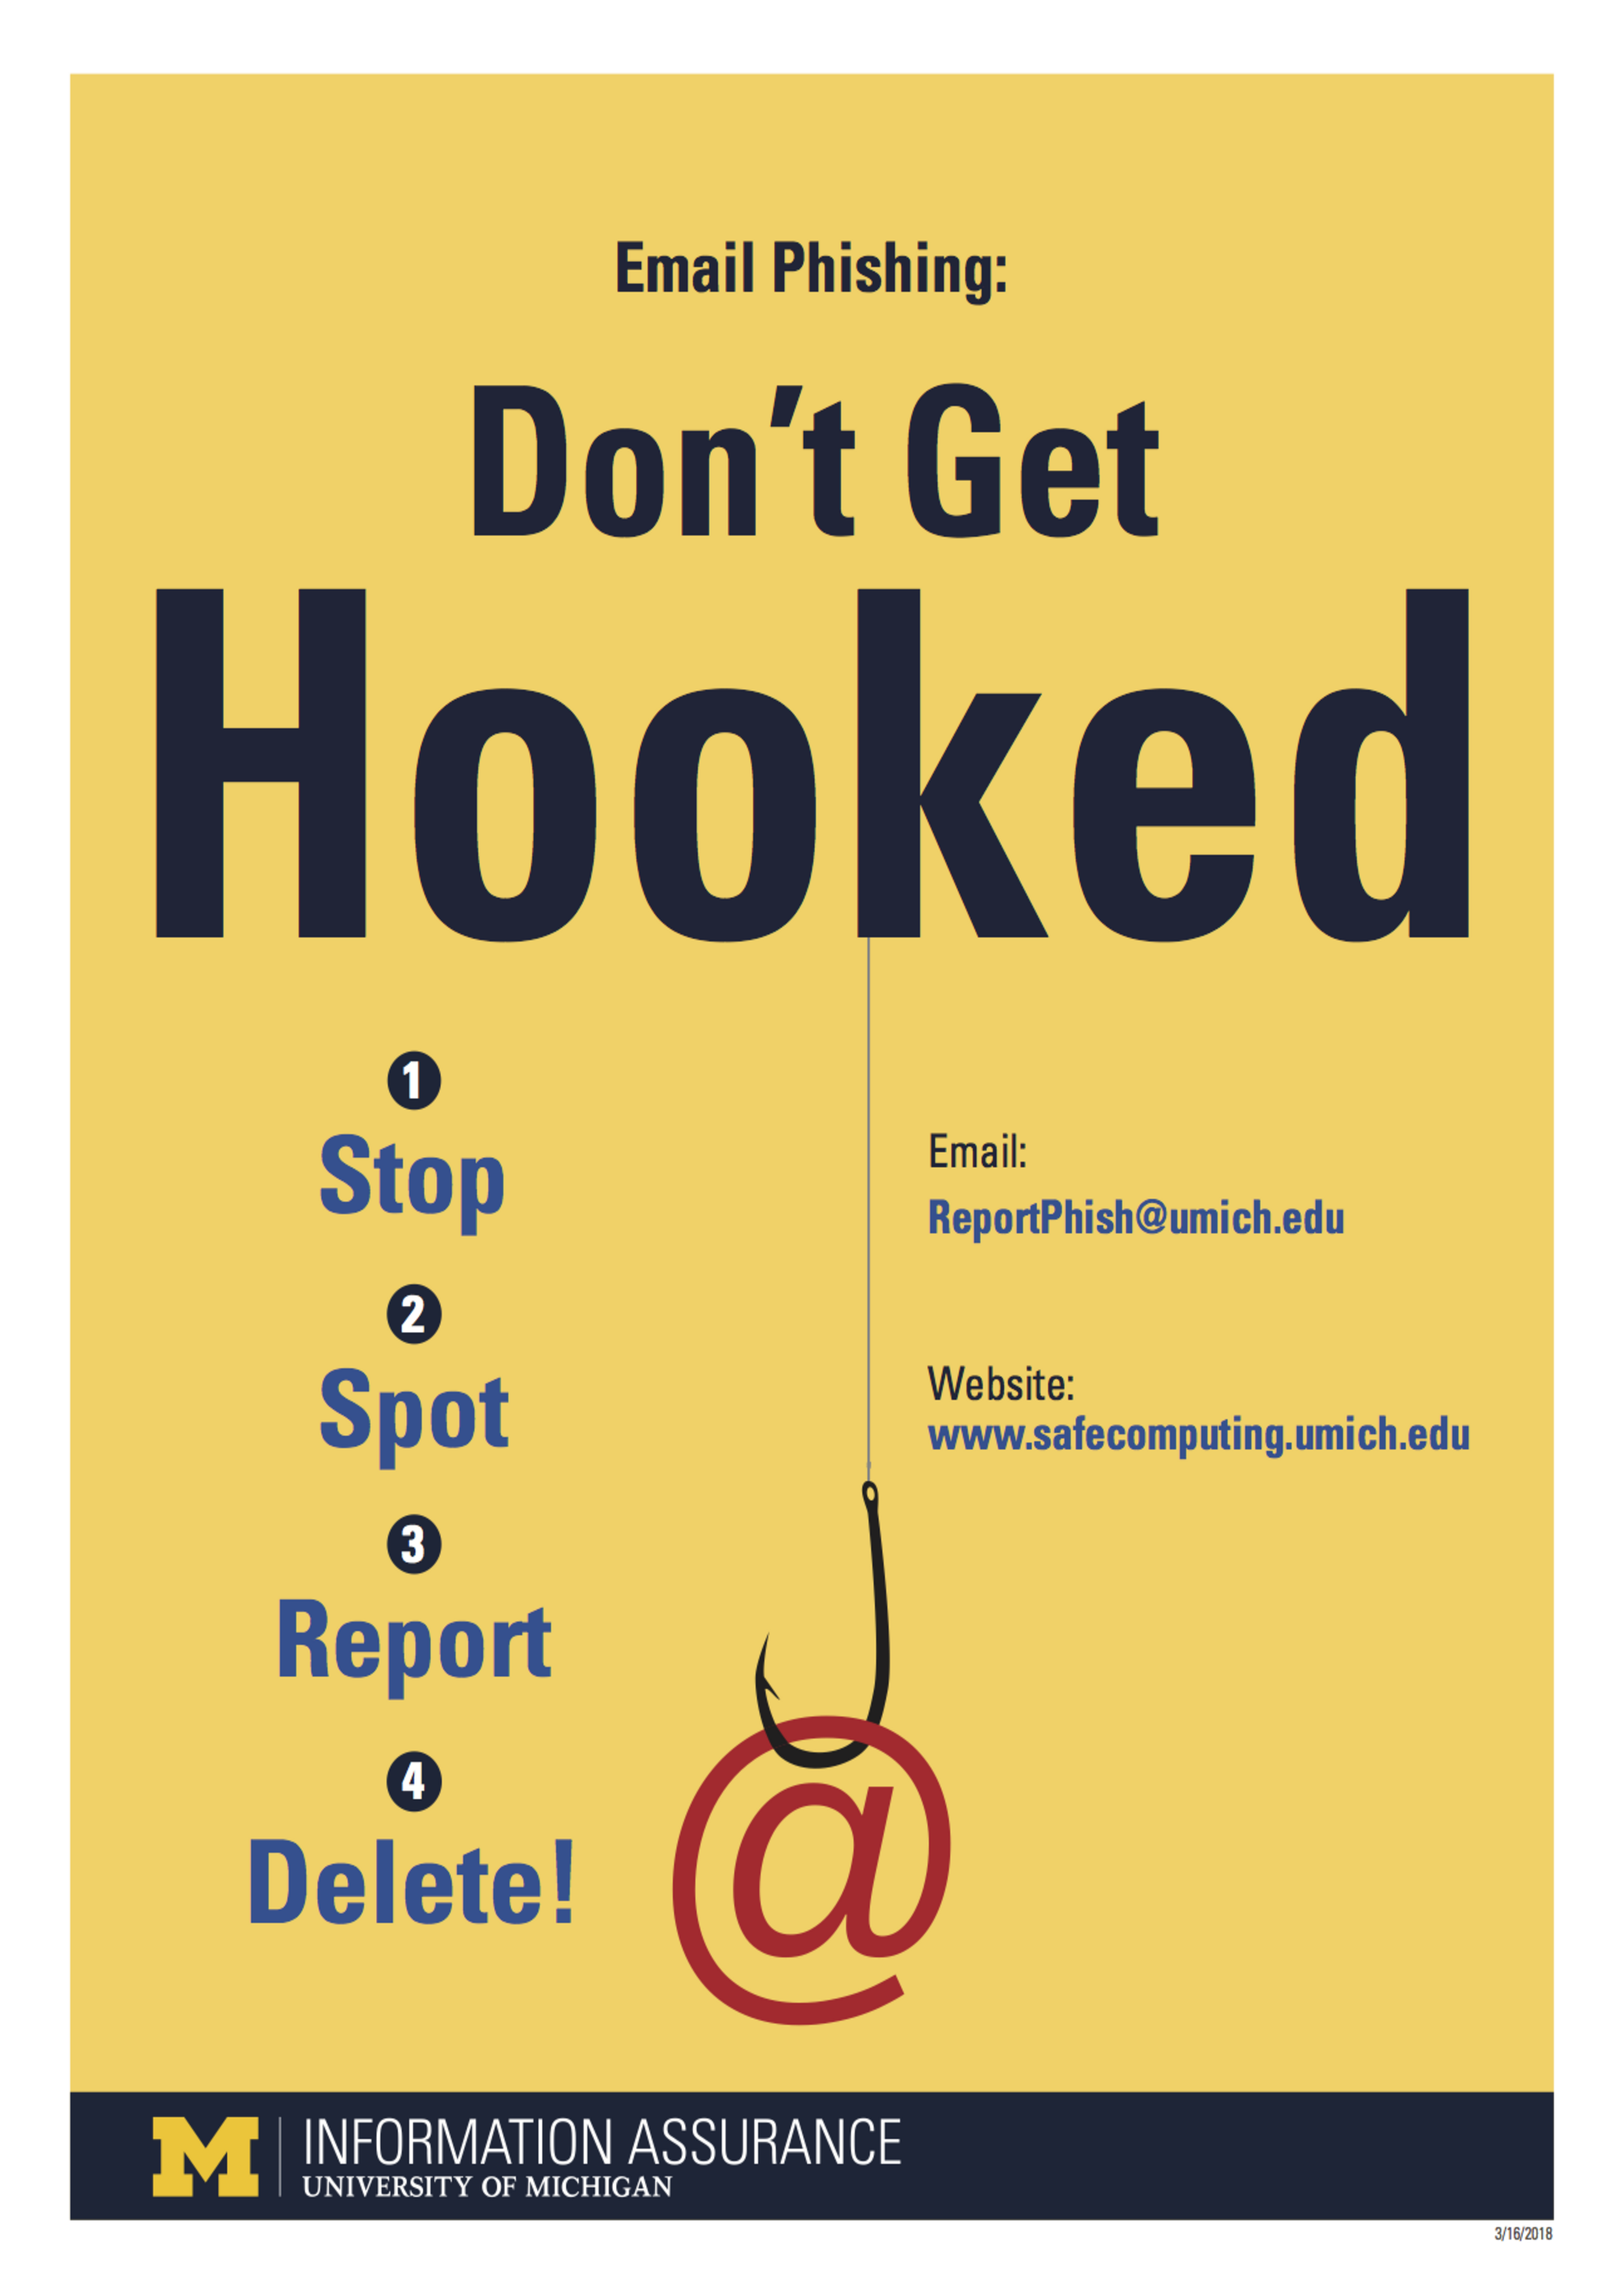 Email Phishing:
Don't Get
Hooked
1
Stop
2
Spot
3
Report
4
Delete!
Email:
ReportPhish@umich.edu
Website:
www.safecomputing.umich.edu
@
M
INFORMATION ASSURANCE
UNIVERSITY OF MICHIGAN
3/16/2018